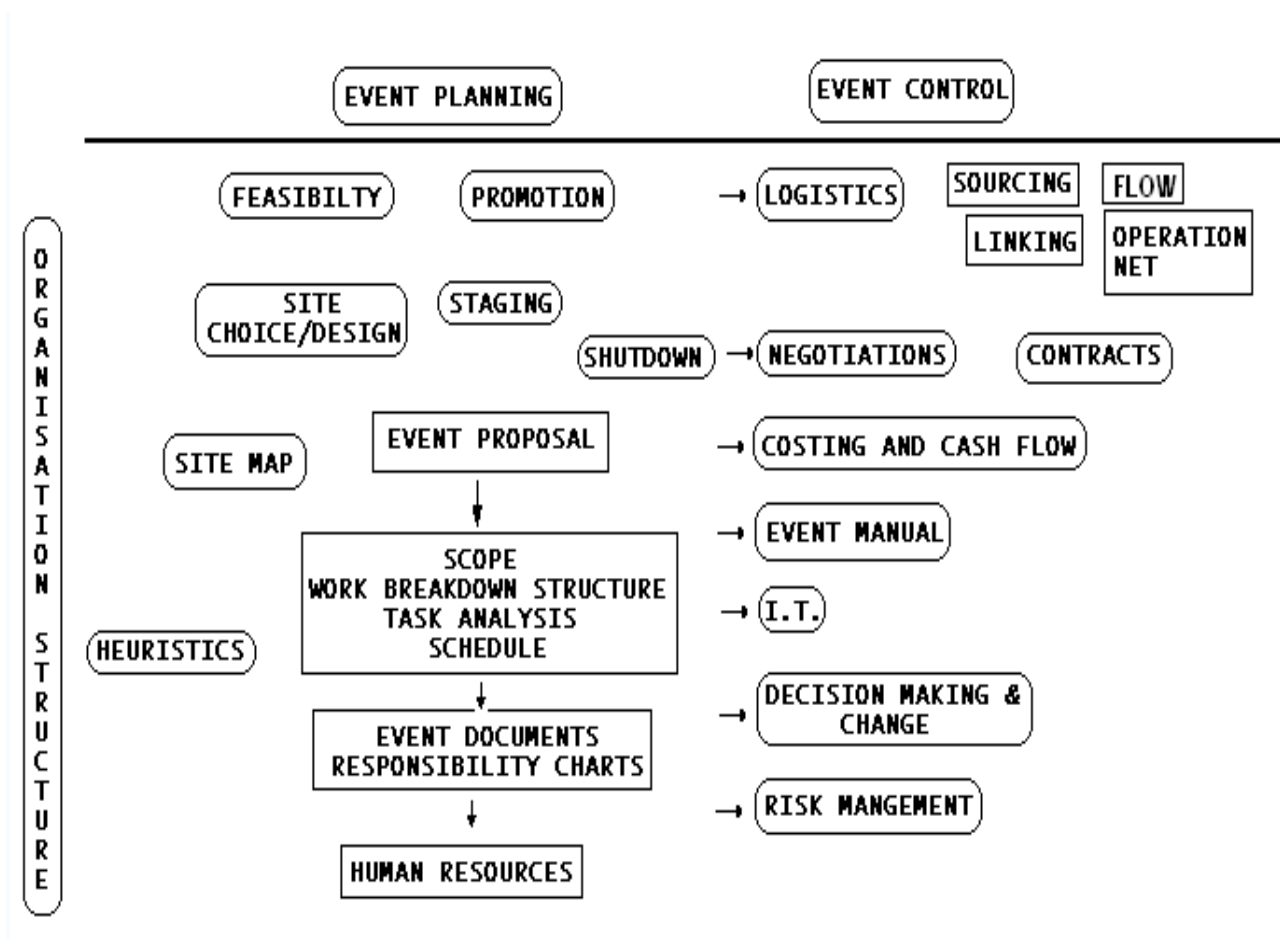 EVENT PLANNING
EVENT CONTROL
FEASIBILTY
PROMOTION
LOGISTICS
SOURCING
FLOW
LINKING
OPERATION
NET
ORGANISATION STRUCTURE
SITE
CHOICE/DESIGN
STAGING
SHUTDOWN
NEGOTIATIONS
CONTRACTS
SITE MAP
EVENT PROPOSAL
COSTING AND CASH FLOW
SCOPE
WORK BREAKDOWN STRUCTURE
TASK ANALYSIS
SCHEDULE
EVENT MANUAL
I.T.
HEURISTICS
DECISION MAKING &
CHANGE
EVENT DOCUMENTS
RESPONSIBILITY CHARTS
RISK MANGEMENT
HUMAN RESOURCES